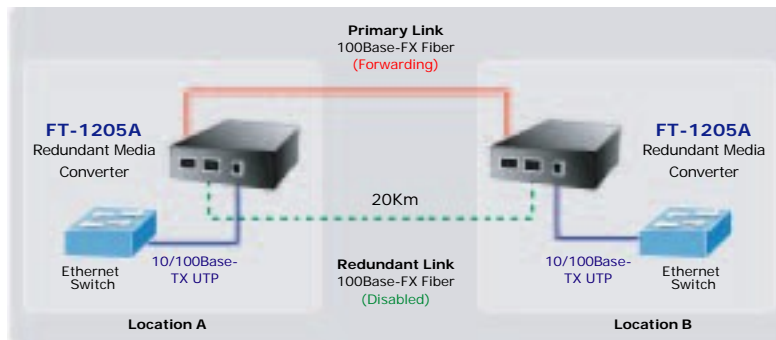 Primary Link
100Base-FX Fiber
(Forwarding)
FT-1205A
Redundant Media
Converter
FT-1205A
Redundant Media
Converter
20Km
Ethernet
Switch
10/100Base-
TX UTP
Redundant Link
100Base-FX Fiber
(Disabled)
10/100Base-
TX UTP
Ethernet
Switch
Location A
Location B